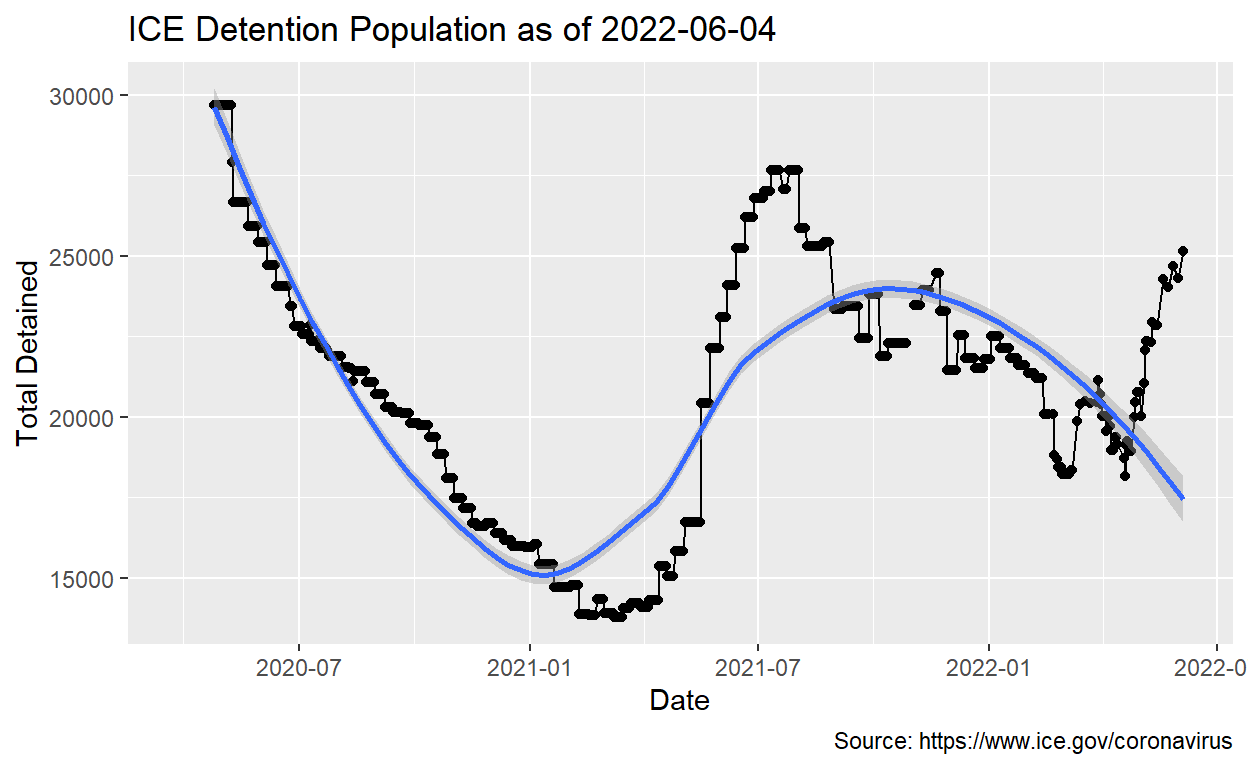 ICE Detention Population as of 2022-06-04
30000
25000
20000
15000
Total Detained
2020-07
2021-01
2021-07
2022-01
2022-0
Date
Source: https://www.ice.gov/coronavirus